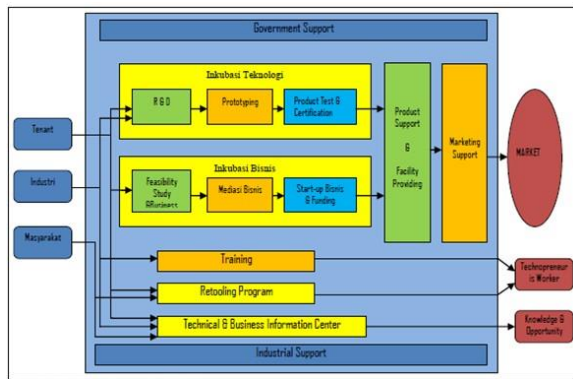 Government Support
Inkubasi Teknologi
R & D
Prototyping
Product Test &
Certification
Inkubasi Bisnis
Feasibility
Study
&Business
Mediasi Bisnis
Start-up Bisnis
& Funding
Product
Support
&
Facility
Providing
Marketing
Support
MARKET
Tenant
Industri
Masyarakat
Training
Retooling Program
Technical & Business Information Center
Technopreneur
is Worker
Knowledge &
Opportunity
Industrial Support